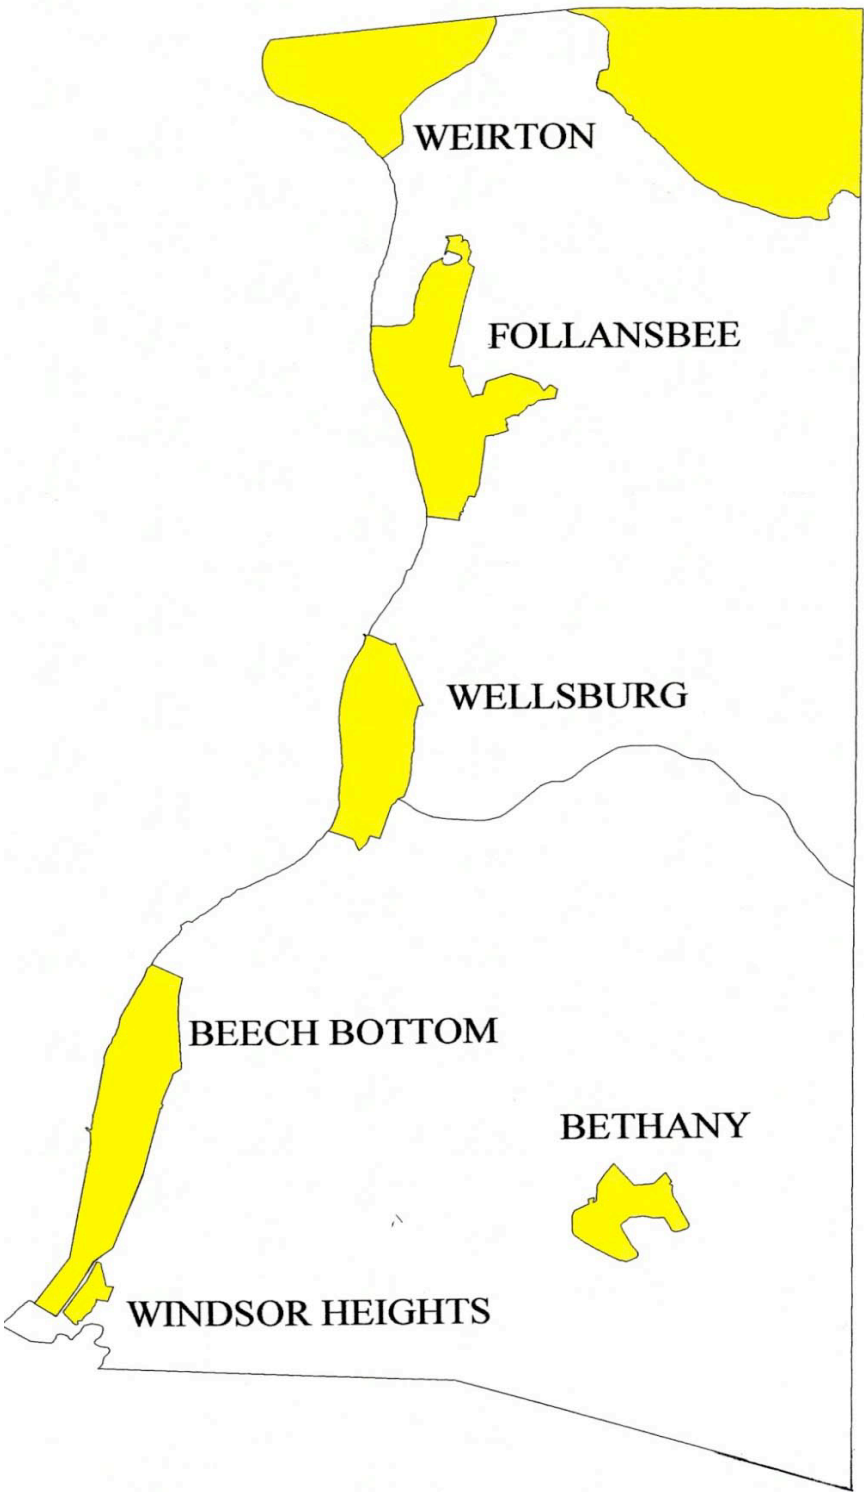 WEIRTON
FOLLANSBEE
WELLSBURG
BEECH BOTTOM
BETHANY
WINDSOR HEIGHTS